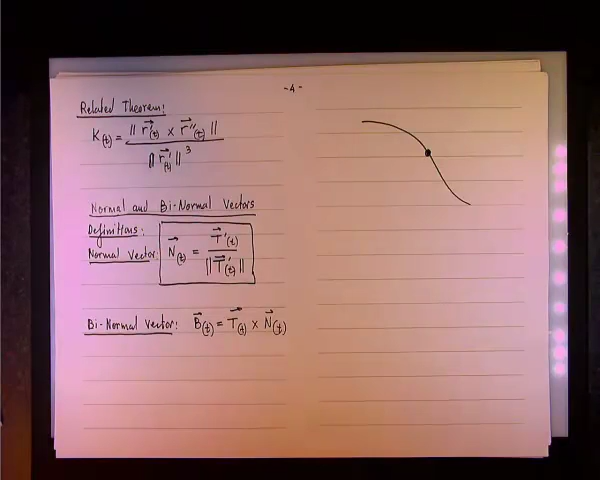 -4-
Related Theorem:
K(t) = || r⃗'(t) × r⃗''(t) || / || r⃗'(t) ||³
Normal and Bi-Normal Vectors
Definitions:
Normal Vector: N⃗(t) = T⃗'(t) / || T⃗'(t) ||
Bi-Normal Vector: B⃗(t) = T⃗(t) × N⃗(t)